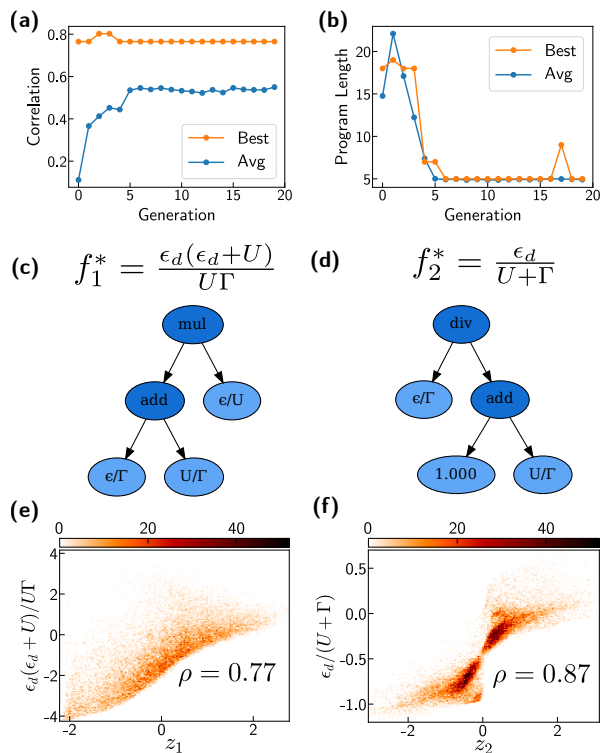 (a)
0.8
0.6
0.4
0.2
Correlation
Best
Avg
0 5 10 15 20
Generation
(b)
20
15
10
5
Program Length
Best
Avg
0 5 10 15 20
Generation
(c) f₁* = ϵ_d(ϵ_d+U)/UΓ
mul
add ϵ/U
ϵ/Γ U/Γ
(d) f₂* = ϵ_d/U+Γ
div
ϵ/Γ add
1.000 U/Γ
(e)
0 20 40
4
2
0
−2
−4
ϵ_d(ϵ_d + U)/UΓ
ρ = 0.77
−2 0 2
z₁
(f)
0 20 40
0.5
0.0
−0.5
−1.0
ϵ_d/(U + Γ)
ρ = 0.87
−2 0 2
z₂